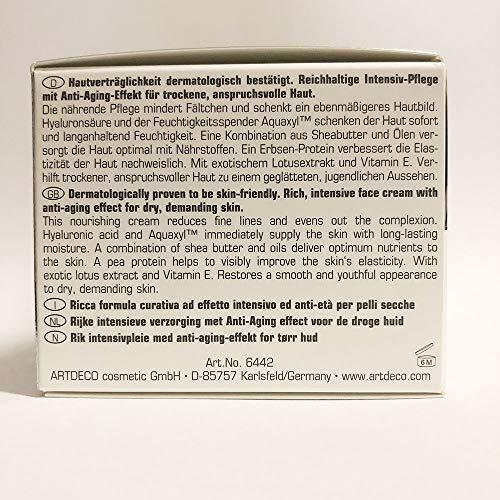 D Hautverträglichkeit dermatologisch bestätigt. Reichhaltige Intensiv-Pflege
mit Anti-Aging-Effekt für trockene, anspruchsvolle Haut.
Die nährende Pflege mindert Fältchen und schenkt ein ebenmäßigeres Hautbild.
Hyaluronsäure und der Feuchtigkeitsspender Aquaxyl™ schenken der Haut sofort
und langanhaltend Feuchtigkeit. Eine Kombination aus Sheabutter und Ölen ver-
sorgt die Haut optimal mit Nährstoffen. Ein Erbsen-Protein verbessert die Elas-
tizität der Haut nachweislich. Mit exotischem Lotusextrakt und Vitamin E. Ver-
hilft trockener, anspruchsvoller Haut zu einem geglätteten, jugendlichen Aussehen.
GB Dermatologically proven to be skin-friendly. Rich, intensive face cream with
anti-aging effect for dry, demanding skin.
This nourishing cream reduces fine lines and evens out the complexion.
Hyaluronic acid and Aquaxyl™ immediately supply the skin with long-lasting
moisture. A combination of shea butter and oils deliver optimum nutrients to
the skin. A pea protein helps to visibly improve the skin's elasticity. With
exotic lotus extract and Vitamin E. Restores a smooth and youthful appearance
to dry, demanding skin.
I Ricca formula curativa ad effetto intensivo ed anti-età per pelli secche
NL Rijke intensieve verzorging met Anti-Aging effect voor de droge huid
N Rik intensivpleie med anti-aging-effekt for tørr hud
Art.No. 6442
ARTDECO cosmetic GmbH • D-85757 Karlsfeld/Germany • www.artdeco.com
6 M